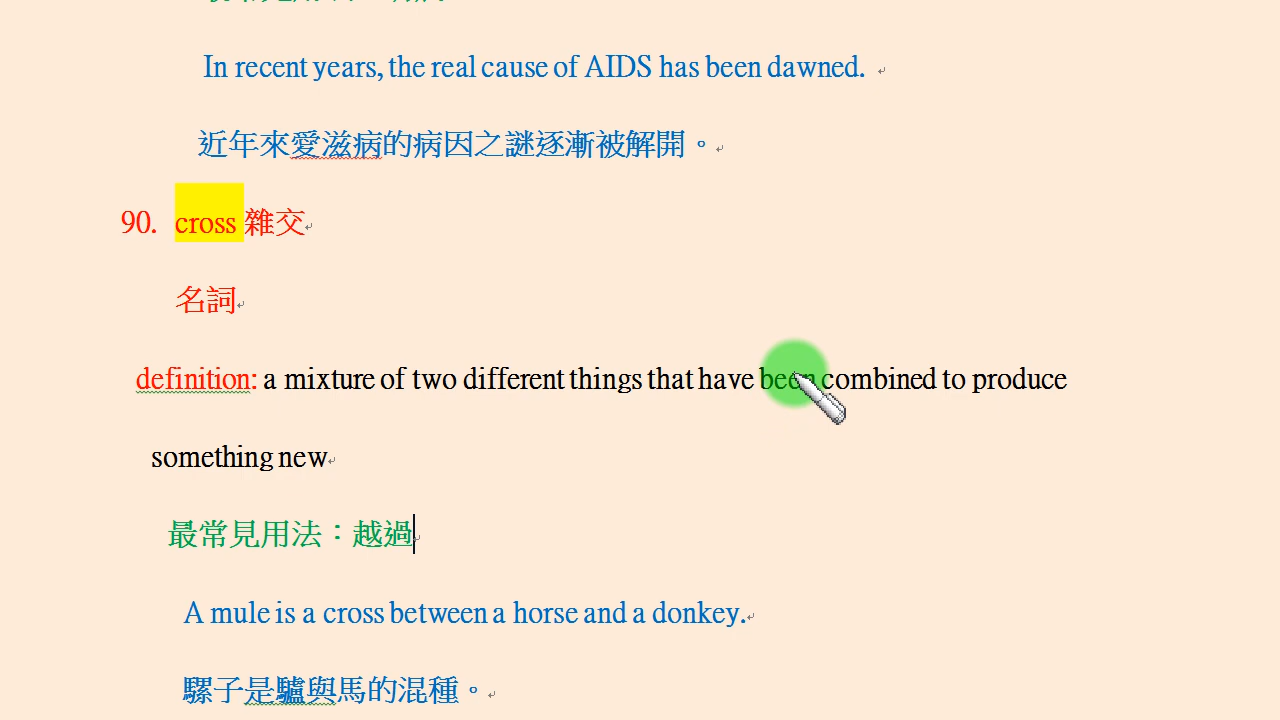 In recent years, the real cause of AIDS has been dawned.
近年來愛滋病的病因之謎逐漸被解開。
90. cross 雜交
名詞
definition: a mixture of two different things that have been combined to produce
something new
最常見用法：越過
A mule is a cross between a horse and a donkey.
騾子是驢與馬的混種。